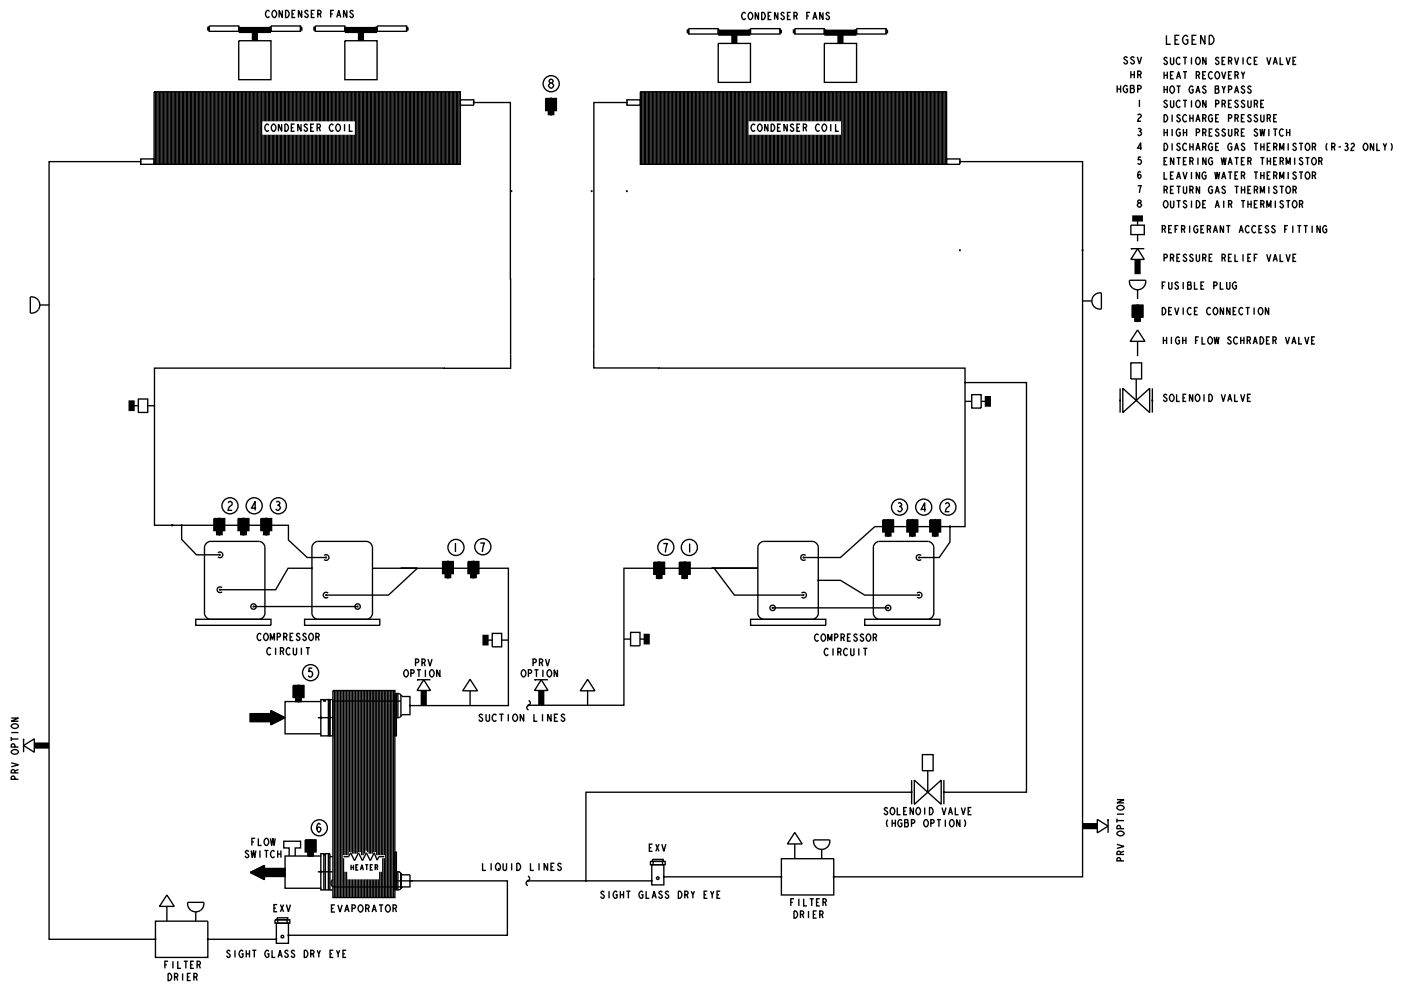 CONDENSER FANS
CONDENSER FANS
CONDENSER COIL
8
CONDENSER COIL
LEGEND
SSV SUCTION SERVICE VALVE
HR HEAT RECOVERY
HGBP HOT GAS BYPASS
1 SUCTION PRESSURE
2 DISCHARGE PRESSURE
3 HIGH PRESSURE SWITCH
4 DISCHARGE GAS THERMISTOR (R-32 ONLY)
5 ENTERING WATER THERMISTOR
6 LEAVING WATER THERMISTOR
7 RETURN GAS THERMISTOR
8 OUTSIDE AIR THERMISTOR
REFRIGERANT ACCESS FITTING
PRESSURE RELIEF VALVE
FUSIBLE PLUG
DEVICE CONNECTION
HIGH FLOW SCHRADER VALVE
SOLENOID VALVE
2 4 3
3 4 2
1 7
7 1
COMPRESSOR
CIRCUIT
COMPRESSOR
CIRCUIT
5
PRV
OPTION
PRV
OPTION
SUCTION LINES
PRV OPTION
SOLENOID VALVE
(HGBP OPTION)
PRV OPTION
6
FLOW
SWITCH
HEATER
LIQUID LINES
EXV
SIGHT GLASS DRY EYE
FILTER
DRIER
EVAPORATOR
EXV
SIGHT GLASS DRY EYE
FILTER
DRIER